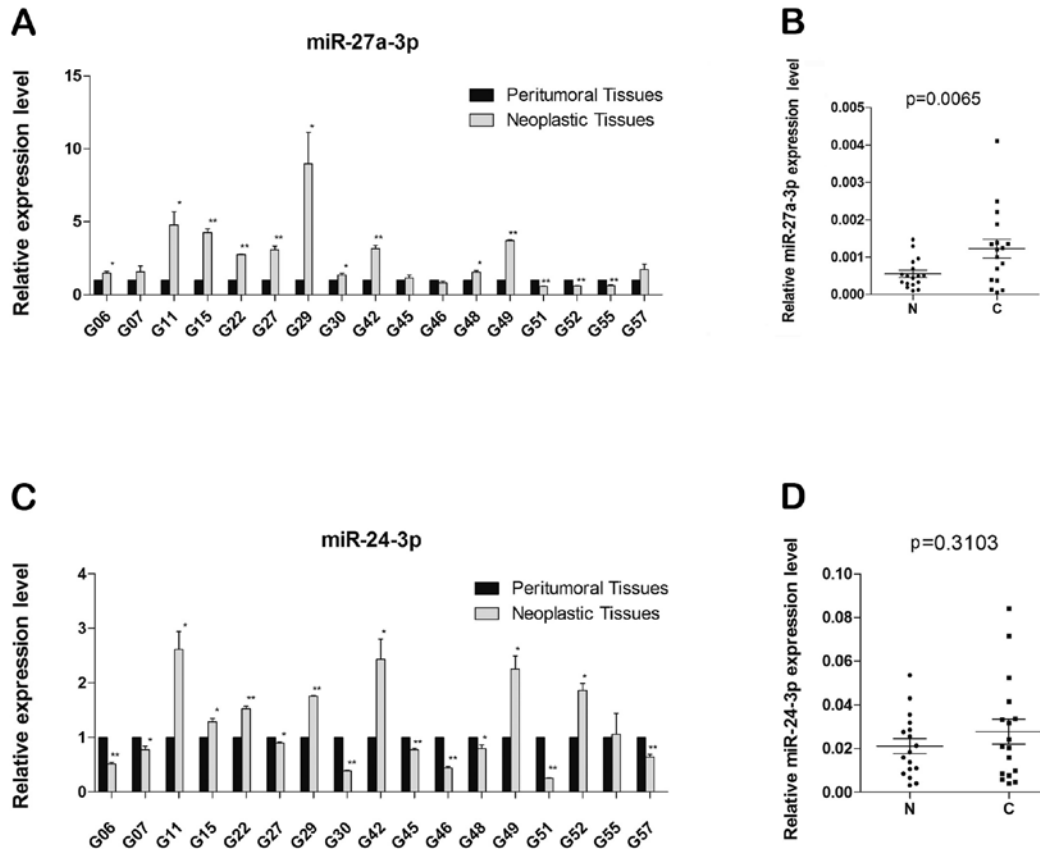 A
miR-27a-3p
Relative expression level
15
10
5
0
Peritumoral Tissues
Neoplastic Tissues
*
**
**
**
*
*
**
*
**
**
**
**
G06 G07 G11 G15 G22 G27 G29 G30 G42 G45 G46 G48 G49 G51 G52 G55 G57
B
p=0.0065
Relative miR-27a-3p expression level
0.005
0.004
0.003
0.002
0.001
0.000
N C
C
miR-24-3p
Relative expression level
4
3
2
1
0
Peritumoral Tissues
Neoplastic Tissues
**
*
*
*
**
*
**
**
*
**
**
*
*
**
*
**
G06 G07 G11 G15 G22 G27 G29 G30 G42 G45 G46 G48 G49 G51 G52 G55 G57
D
p=0.3103
Relative miR-24-3p expression level
0.10
0.08
0.06
0.04
0.02
0.00
N C